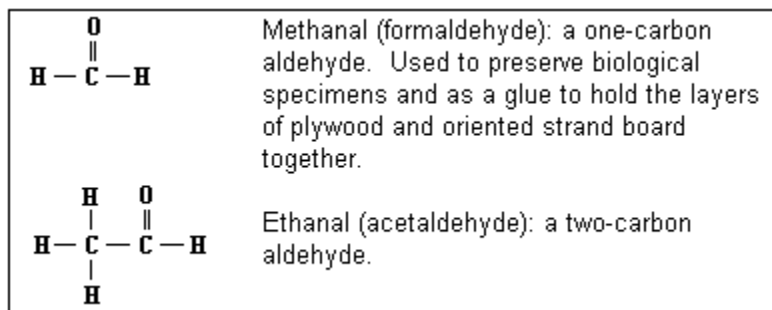 O
||
H — C — H
Methanal (formaldehyde): a one-carbon
aldehyde.  Used to preserve biological
specimens and as a glue to hold the layers
of plywood and oriented strand board
together.
H O
| ||
H — C — C — H
|
H
Ethanal (acetaldehyde): a two-carbon
aldehyde.